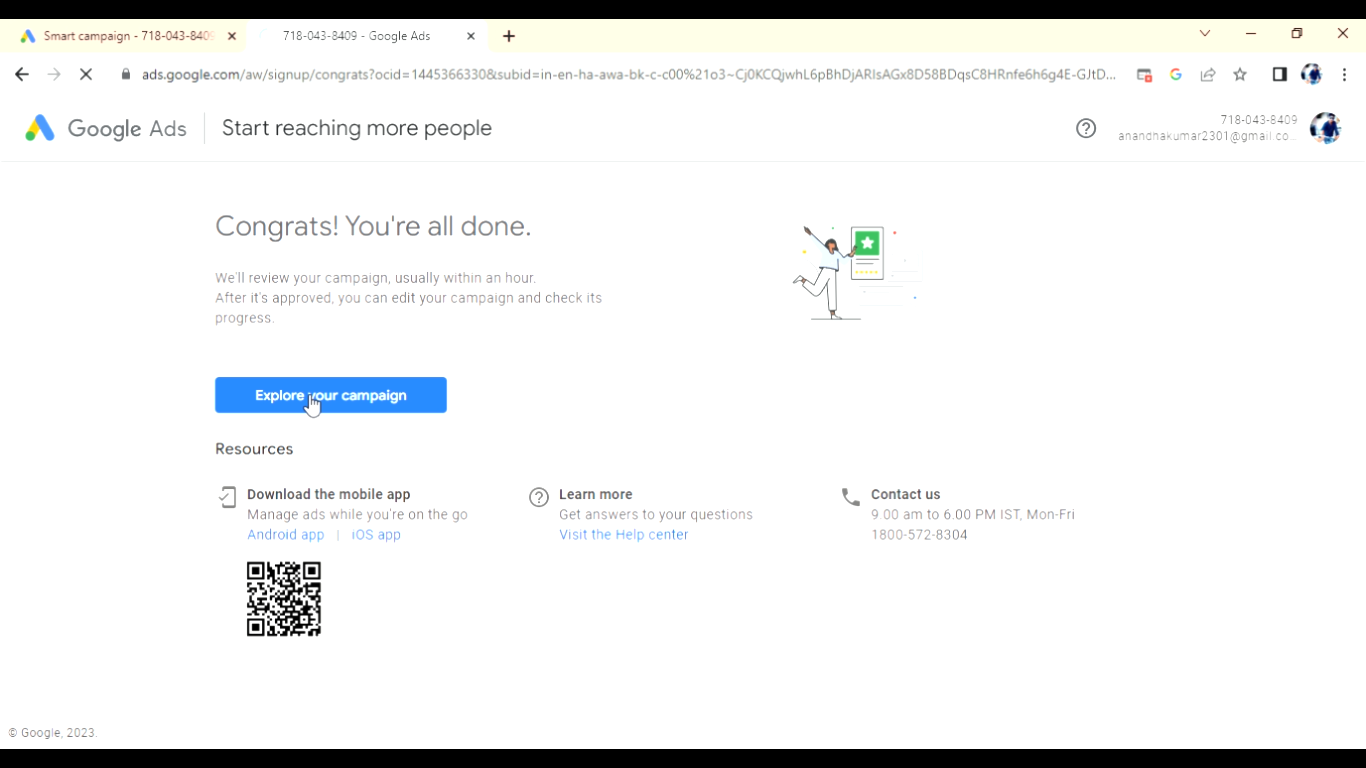 Smart campaign - 718-043-8409
718-043-8409 - Google Ads
ads.google.com/aw/signup/congrats?ocid=1445366330&subid=in-en-ha-awa-bk-c-c00%21o3~Cj0KCQjwhL6pBhDjARIsAGx8D58BDqsC8HRnfe6h6g4E-GJtD...
Google Ads
Start reaching more people
718-043-8409
anandhakumar2301@gmail.co...
Congrats! You're all done.
We'll review your campaign, usually within an hour.
After it's approved, you can edit your campaign and check its
progress.
Explore your campaign
Resources
Download the mobile app
Manage ads while you're on the go
Android app | iOS app
Learn more
Get answers to your questions
Visit the Help center
Contact us
9.00 am to 6.00 PM IST, Mon-Fri
1800-572-8304
© Google, 2023.